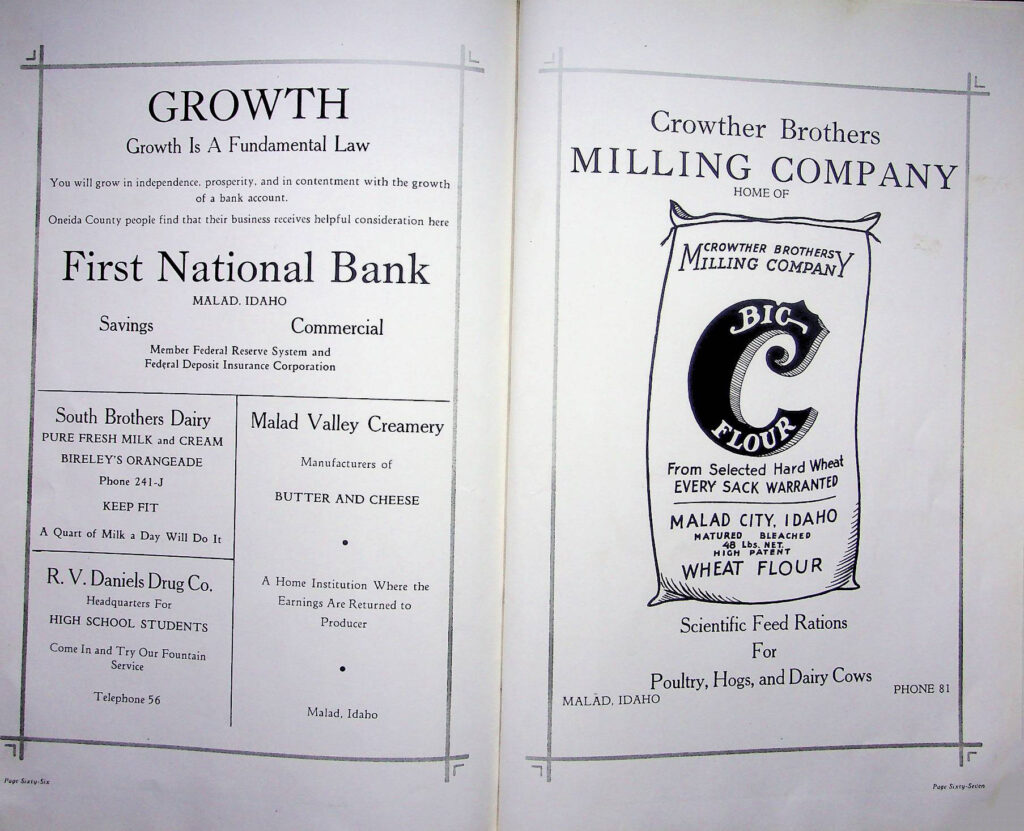 GROWTH
Growth Is A Fundamental Law
You will grow in independence, prosperity, and in contentment with the growth
of a bank account.
Oneida County people find that their business receives helpful consideration here
First National Bank
MALAD, IDAHO
Savings Commercial
Member Federal Reserve System and
Federal Deposit Insurance Corporation
South Brothers Dairy
PURE FRESH MILK and CREAM
BIRELEY'S ORANGEADE
Phone 241-J
KEEP FIT
A Quart of Milk a Day Will Do It
R. V. Daniels Drug Co.
Headquarters For
HIGH SCHOOL STUDENTS
Come In and Try Our Fountain
Service
Telephone 56
Malad Valley Creamery
Manufacturers of
BUTTER AND CHEESE
•
A Home Institution Where the
Earnings Are Returned to
Producer
•
Malad, Idaho
Page Sixty-Six
Crowther Brothers
MILLING COMPANY
HOME OF
CROWTHER BROTHERS
MILLING COMPANY
BIG
C
FLOUR
From Selected Hard Wheat
EVERY SACK WARRANTED
MALAD CITY, IDAHO
MATURED BLEACHED
48 Lbs. NET.
HIGH PATENT
WHEAT FLOUR
Scientific Feed Rations
For
Poultry, Hogs, and Dairy Cows
MALAD, IDAHO PHONE 81
Page Sixty-Seven